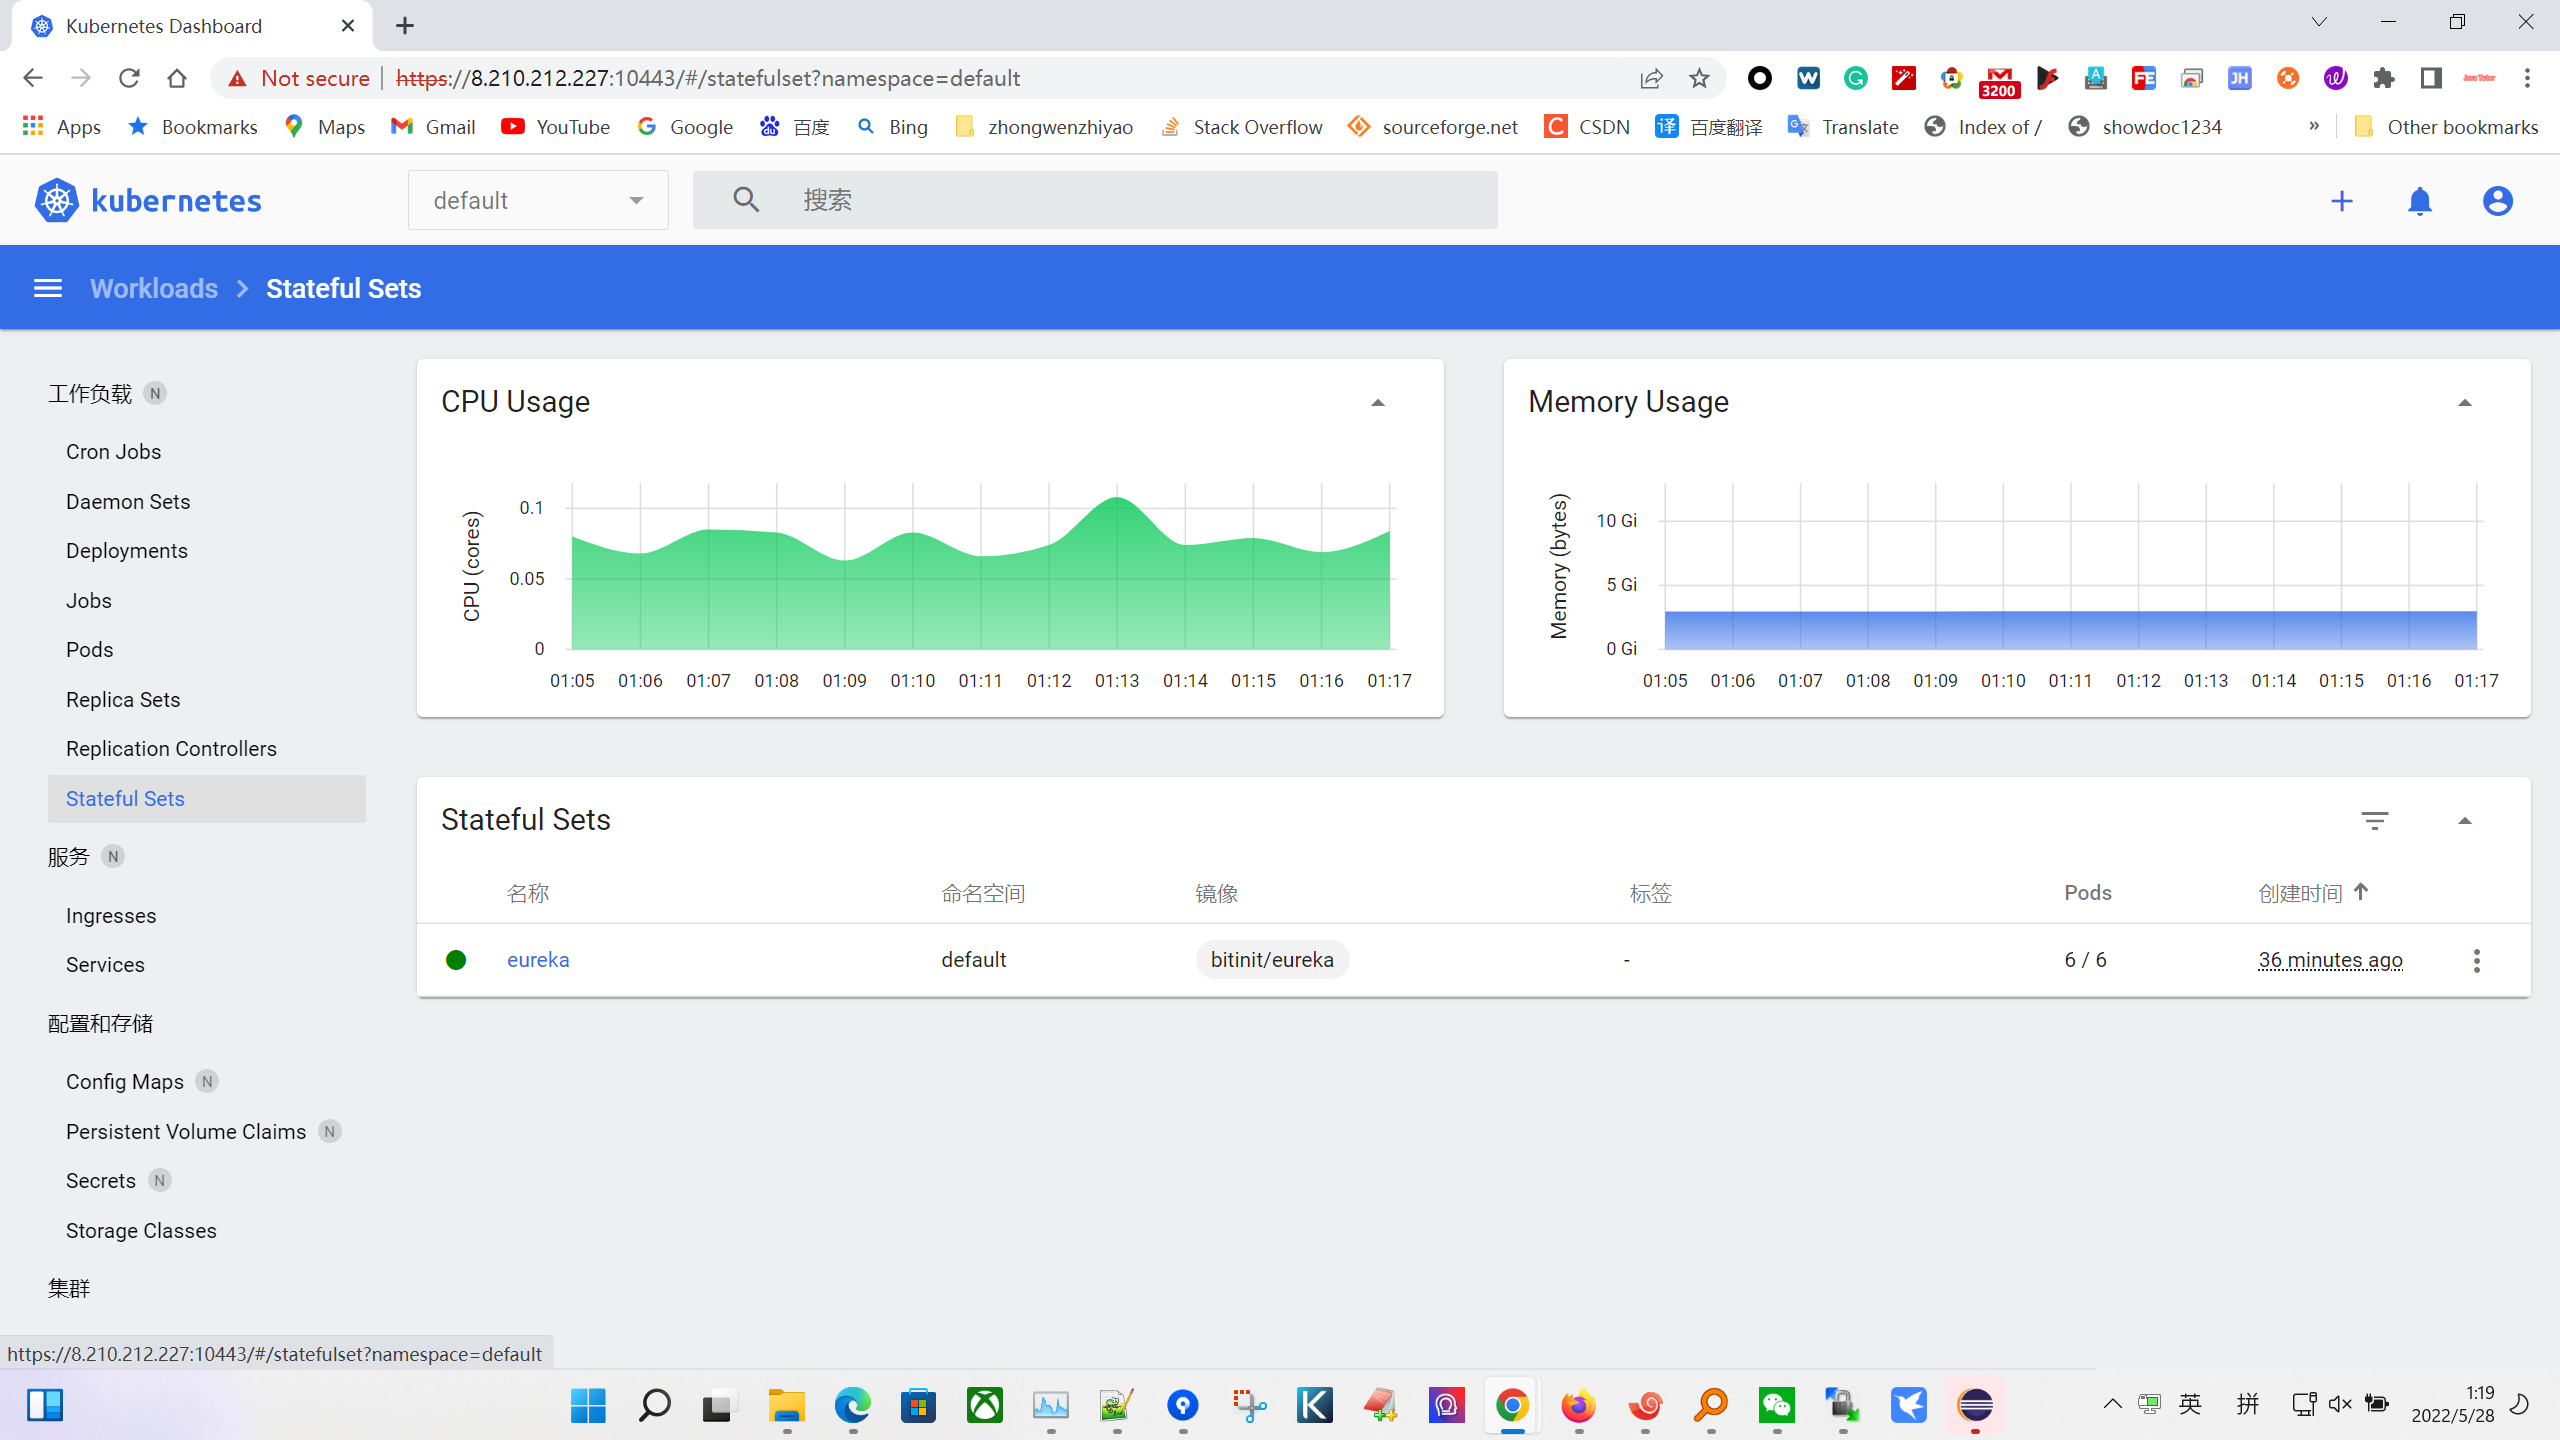 Kubernetes Dashboard
Not secure
https://8.210.212.227:10443/#/statefulset?namespace=default
3200
Apps
Bookmarks
Maps
Gmail
YouTube
Google
百度
Bing
zhongwenzhiyao
Stack Overflow
sourceforge.net
CSDN
百度翻译
Translate
Index of /
showdoc1234
»
Other bookmarks
kubernetes
default
搜索
Workloads
Stateful Sets
工作负载 N
Cron Jobs
Daemon Sets
Deployments
Jobs
Pods
Replica Sets
Replication Controllers
Stateful Sets
服务 N
Ingresses
Services
配置和存储
Config Maps N
Persistent Volume Claims N
Secrets N
Storage Classes
集群
CPU Usage
CPU (cores)
0.1
0.05
0
01:05 01:06 01:07 01:08 01:09 01:10 01:11 01:12 01:13 01:14 01:15 01:16 01:17
Memory Usage
Memory (bytes)
10 Gi
5 Gi
0 Gi
01:05 01:06 01:07 01:08 01:09 01:10 01:11 01:12 01:13 01:14 01:15 01:16 01:17
Stateful Sets
名称 命名空间 镜像 标签 Pods 创建时间
eureka default bitinit/eureka - 6 / 6 36 minutes ago
https://8.210.212.227:10443/#/statefulset?namespace=default
英
拼
1:19
2022/5/28